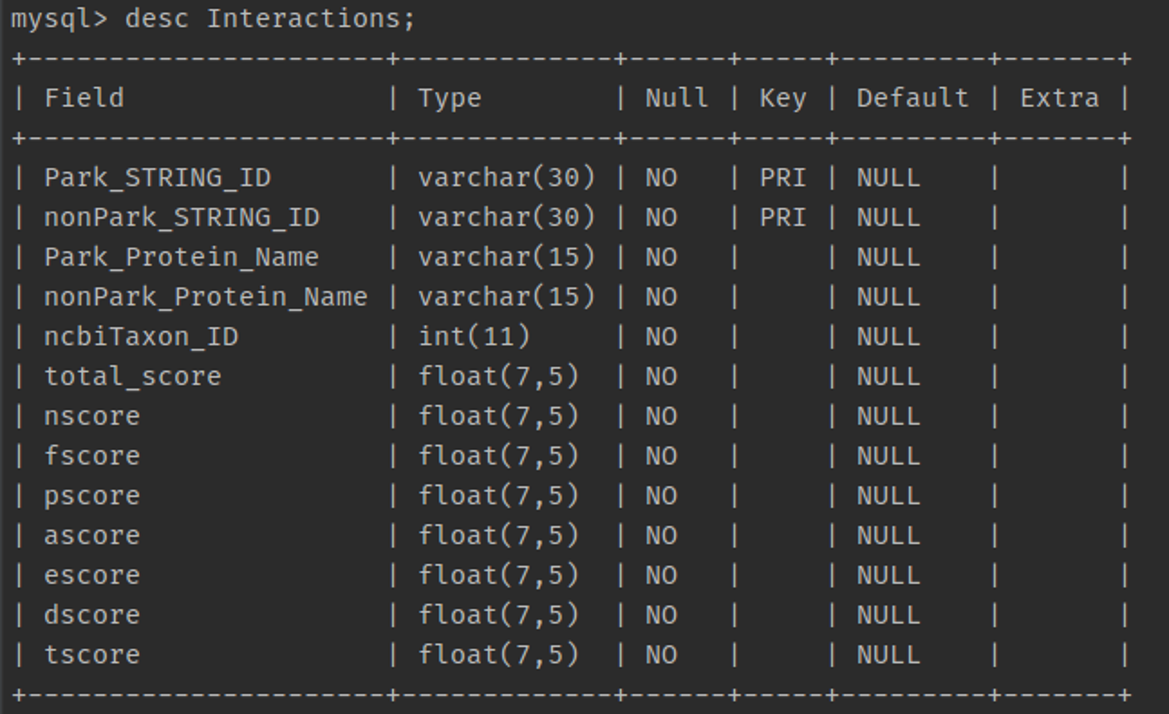 mysql> desc Interactions;
+----------------------+-------------+------+-----+---------+-------+
| Field                | Type        | Null | Key | Default | Extra |
+----------------------+-------------+------+-----+---------+-------+
| Park_STRING_ID       | varchar(30) | NO   | PRI | NULL    |       |
| nonPark_STRING_ID    | varchar(30) | NO   | PRI | NULL    |       |
| Park_Protein_Name    | varchar(15) | NO   |     | NULL    |       |
| nonPark_Protein_Name | varchar(15) | NO   |     | NULL    |       |
| ncbiTaxon_ID         | int(11)     | NO   |     | NULL    |       |
| total_score          | float(7,5)  | NO   |     | NULL    |       |
| nscore               | float(7,5)  | NO   |     | NULL    |       |
| fscore               | float(7,5)  | NO   |     | NULL    |       |
| pscore               | float(7,5)  | NO   |     | NULL    |       |
| ascore               | float(7,5)  | NO   |     | NULL    |       |
| escore               | float(7,5)  | NO   |     | NULL    |       |
| dscore               | float(7,5)  | NO   |     | NULL    |       |
| tscore               | float(7,5)  | NO   |     | NULL    |       |
+----------------------+-------------+------+-----+---------+-------+